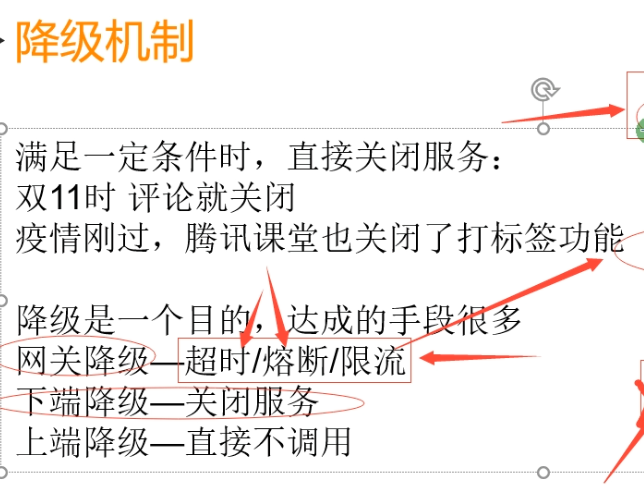 降级机制
满足一定条件时，直接关闭服务：
双11时 评论就关闭
疫情刚过，腾讯课堂也关闭了打标签功能
降级是一个目的，达成的手段很多
网关降级—超时/熔断/限流
下端降级—关闭服务
上端降级—直接不调用